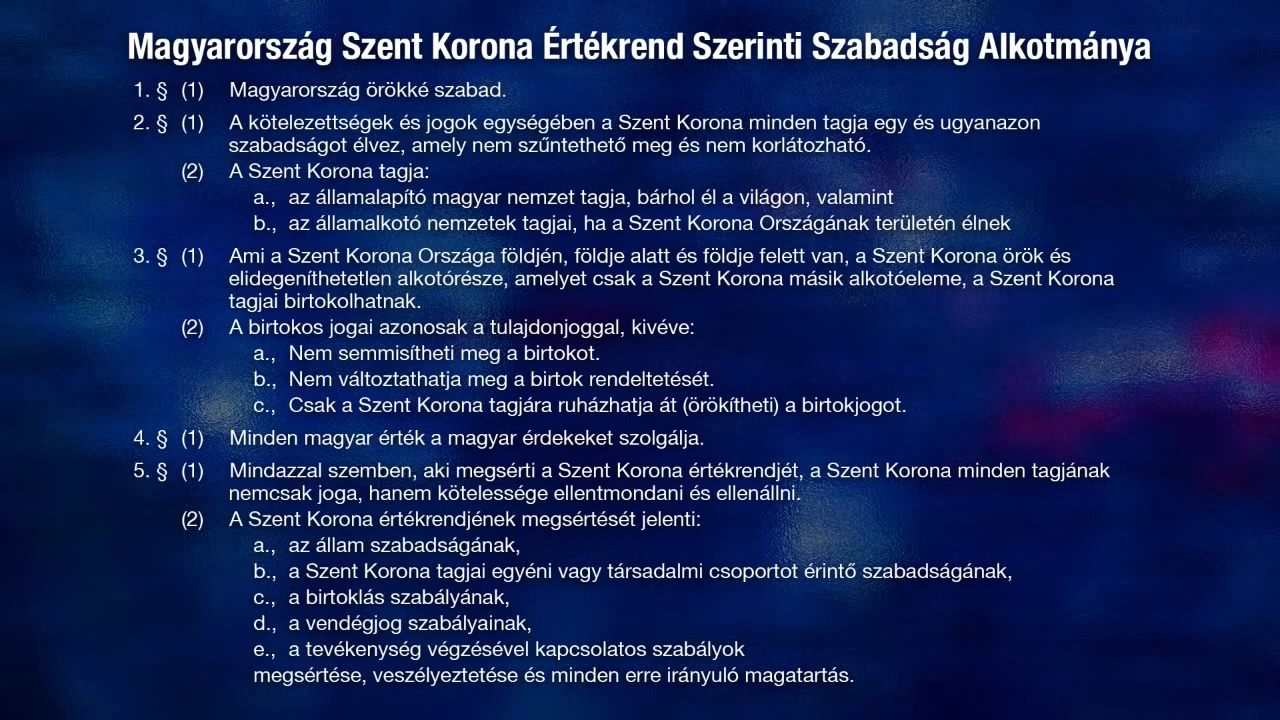 Magyarország Szent Korona Értékrend Szerinti Szabadság Alkotmánya
1. § (1) Magyarország örökké szabad.
2. § (1) A kötelezettségek és jogok egységében a Szent Korona minden tagja egy és ugyanazon
szabadságot élvez, amely nem szűntethető meg és nem korlátozható.
(2) A Szent Korona tagja:
a., az államalapító magyar nemzet tagja, bárhol él a világon, valamint
b., az államalkotó nemzetek tagjai, ha a Szent Korona Országának területén élnek
3. § (1) Ami a Szent Korona Országa földjén, földje alatt és földje felett van, a Szent Korona örök és
elidegeníthetetlen alkotórésze, amelyet csak a Szent Korona másik alkotóeleme, a Szent Korona
tagjai birtokolhatnak.
(2) A birtokos jogai azonosak a tulajdonjoggal, kivéve:
a., Nem semmisítheti meg a birtokot.
b., Nem változtathatja meg a birtok rendeltetését.
c., Csak a Szent Korona tagjára ruházhatja át (örökítheti) a birtokjogot.
4. § (1) Minden magyar érték a magyar érdekeket szolgálja.
5. § (1) Mindazzal szemben, aki megsérti a Szent Korona értékrendjét, a Szent Korona minden tagjának
nemcsak joga, hanem kötelessége ellentmondani és ellenállni.
(2) A Szent Korona értékrendjének megsértését jelenti:
a., az állam szabadságának,
b., a Szent Korona tagjai egyéni vagy társadalmi csoportot érintő szabadságának,
c., a birtoklás szabályának,
d., a vendégjog szabályainak,
e., a tevékenység végzésével kapcsolatos szabályok
megsértése, veszélyeztetése és minden erre irányuló magatartás.